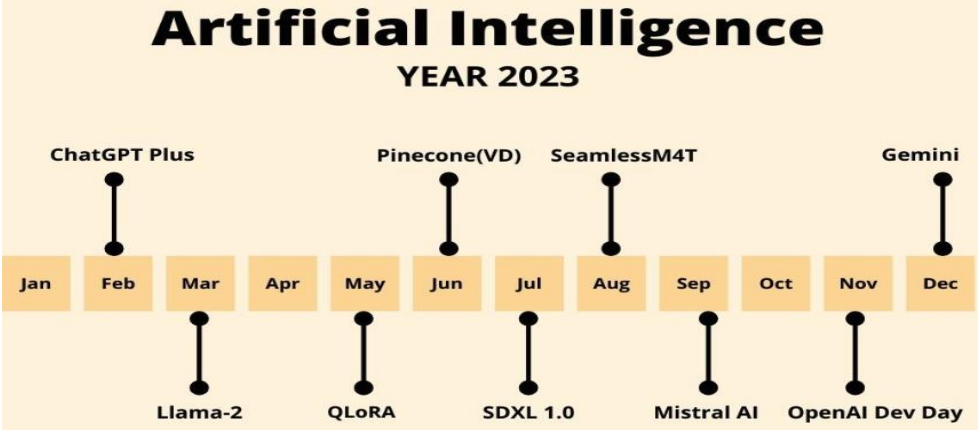 Artificial Intelligence
YEAR 2023
ChatGPT Plus Pinecone(VD) SeamlessM4T Gemini
Jan Feb Mar Apr May Jun Jul Aug Sep Oct Nov Dec
Llama-2 QLoRA SDXL 1.0 Mistral AI OpenAI Dev Day